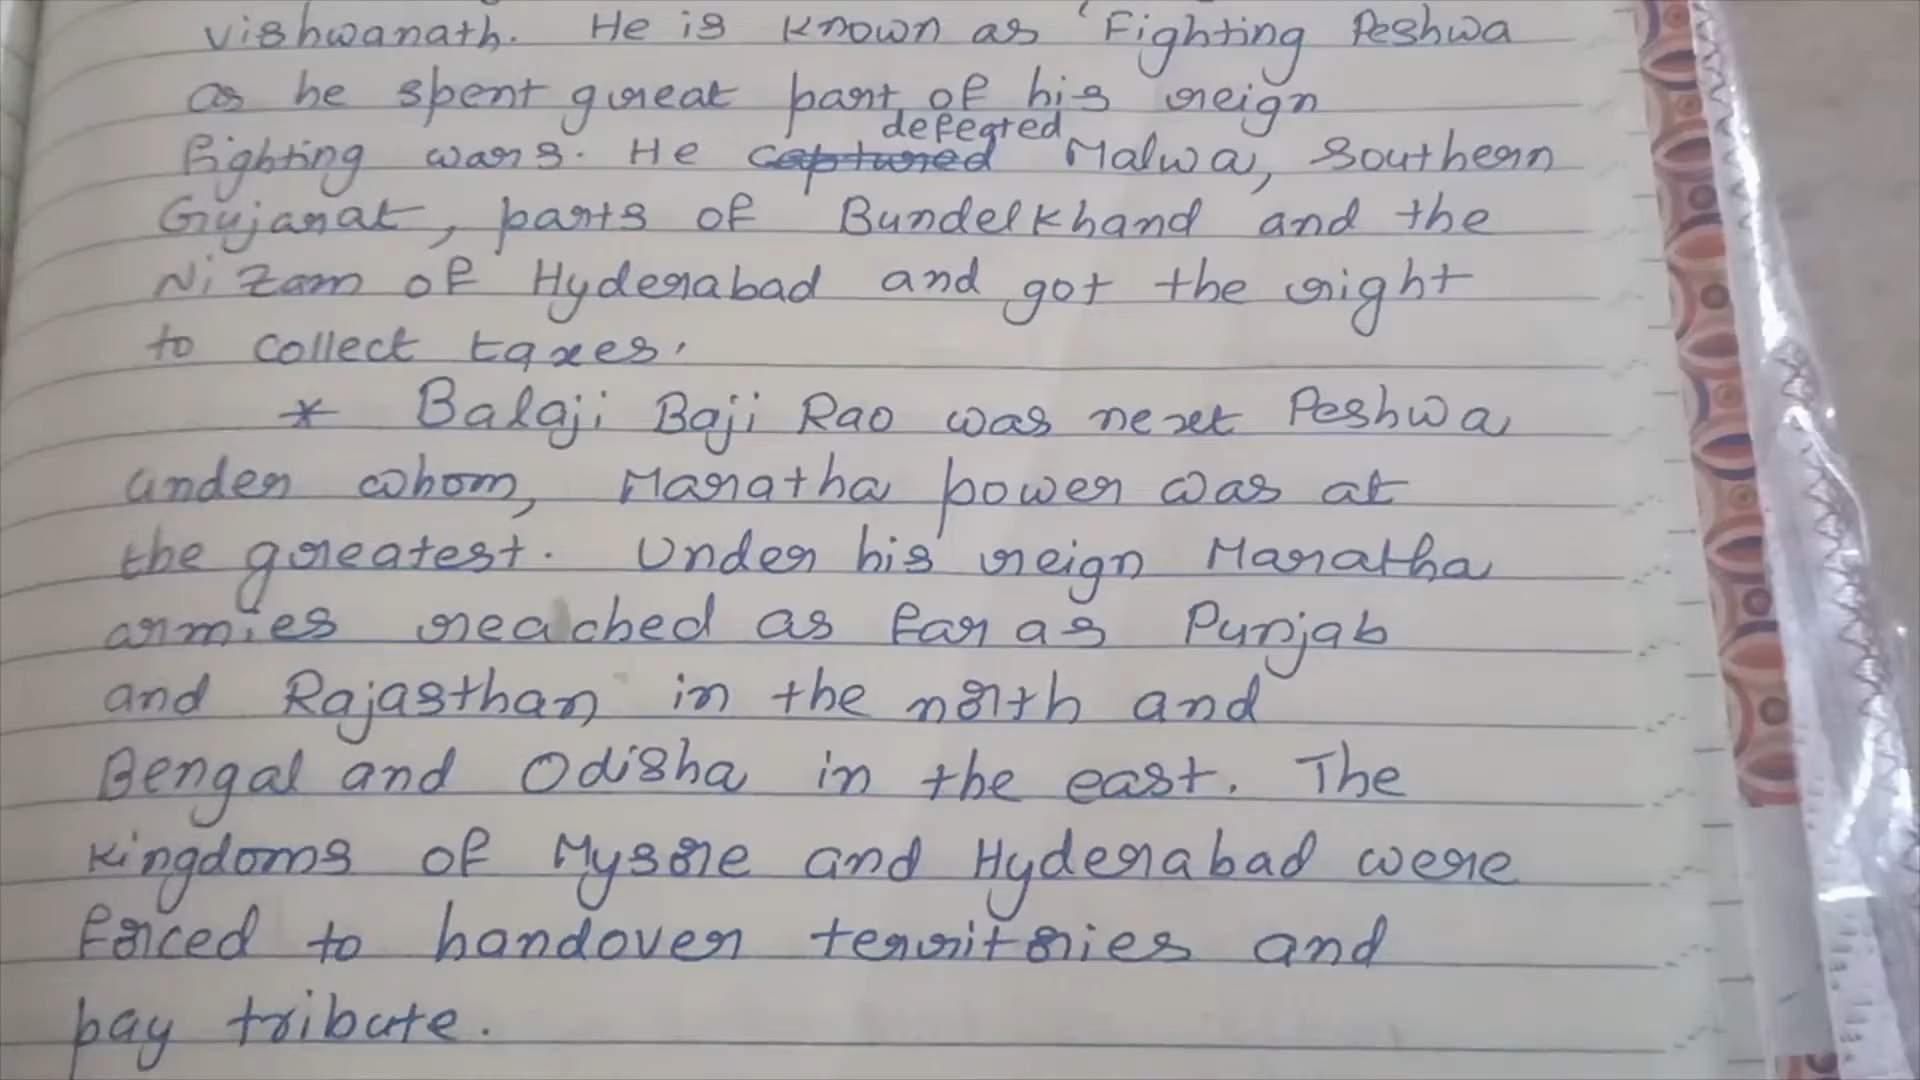 Vishwanath. He is known as 'Fighting Peshwa
as he spent great part of his reign
defeated
fighting wars. He captured Malwa, Southern
Gujarat, parts of Bundelkhand and the
Nizam of Hyderabad and got the right
to collect taxes.
* Balaji Baji Rao was next Peshwa
under whom, Maratha power was at
the greatest. Under his reign Maratha
armies reached as far as Punjab
and Rajasthan in the north and
Bengal and Odisha in the east. The
kingdoms of Mysore and Hyderabad were
forced to handover territories and
pay tribute.